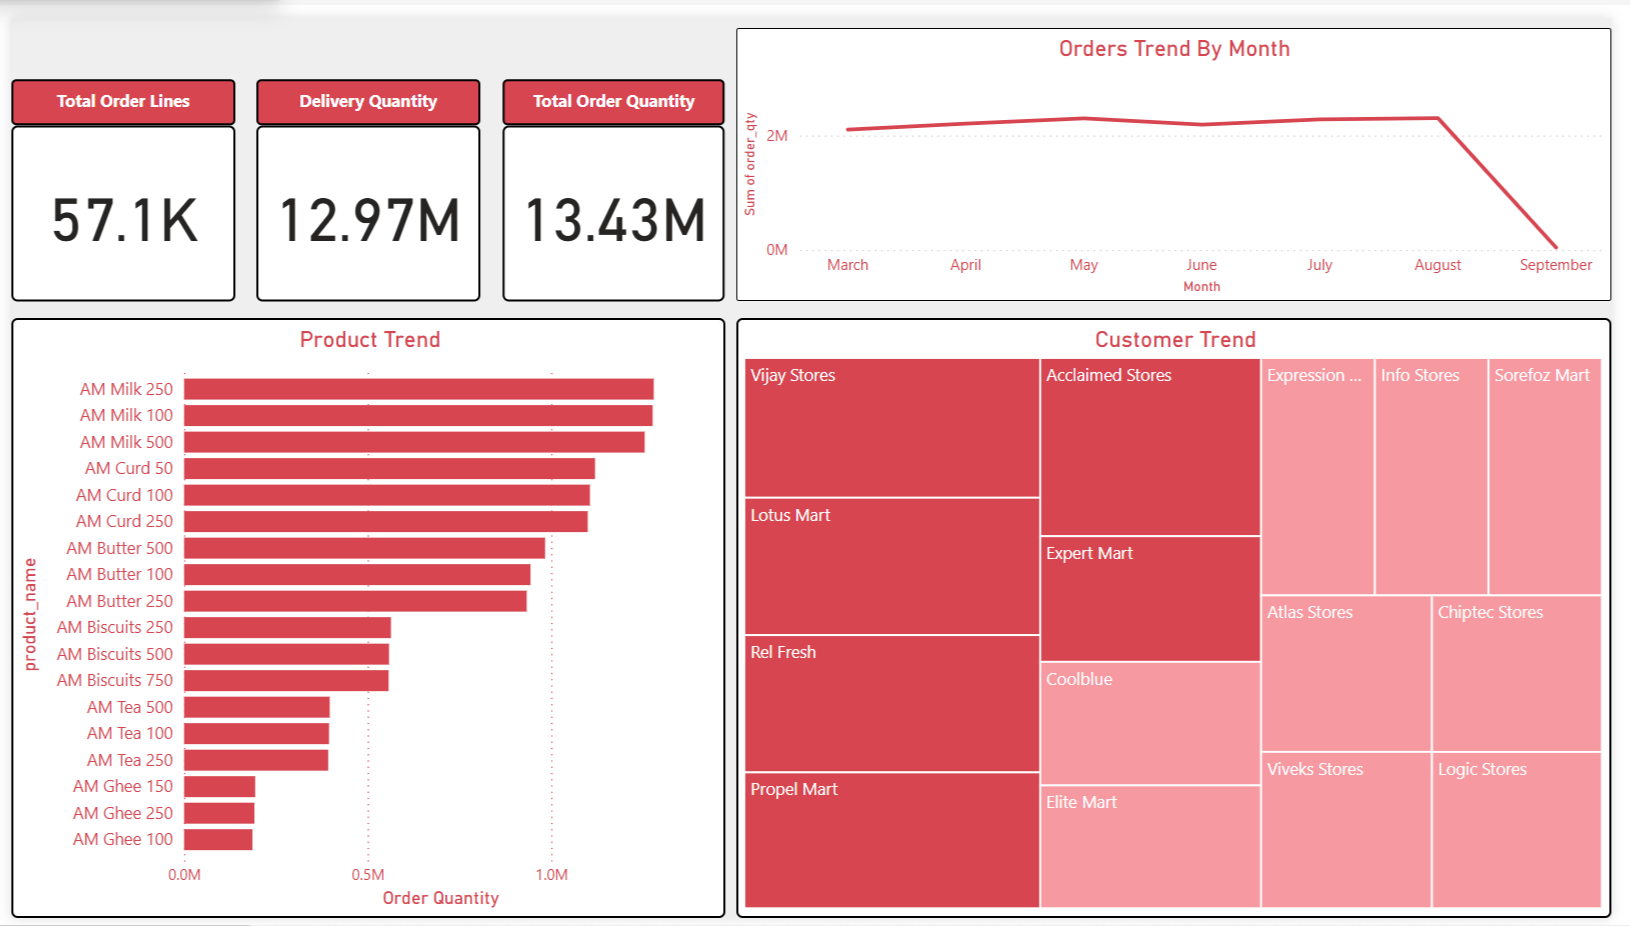 Total Order Lines
57.1K
Delivery Quantity
12.97M
Total Order Quantity
13.43M
Orders Trend By Month
Sum of order_qty
2M
0M
March April May June July August September
Month
Product Trend
product_name
AM Milk 250
AM Milk 100
AM Milk 500
AM Curd 50
AM Curd 100
AM Curd 250
AM Butter 500
AM Butter 100
AM Butter 250
AM Biscuits 250
AM Biscuits 500
AM Biscuits 750
AM Tea 500
AM Tea 100
AM Tea 250
AM Ghee 150
AM Ghee 250
AM Ghee 100
0.0M 0.5M 1.0M
Order Quantity
Customer Trend
Vijay Stores
Lotus Mart
Rel Fresh
Propel Mart
Acclaimed Stores
Expert Mart
Coolblue
Elite Mart
Expression ...
Info Stores
Sorefoz Mart
Atlas Stores
Chiptec Stores
Viveks Stores
Logic Stores